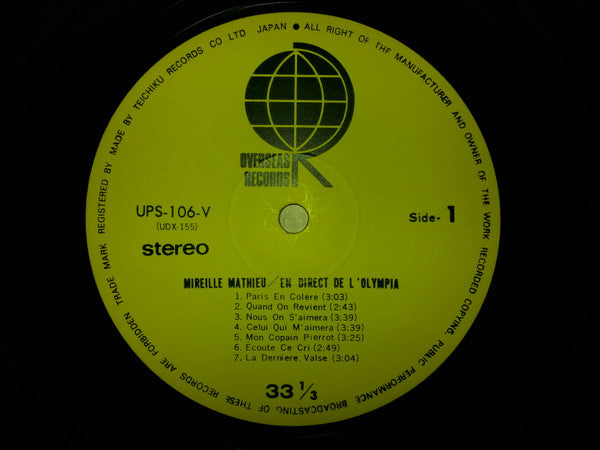 TRADE MARK REGISTERED BY MADE BY TEICHIKU RECORDS CO LTD JAPAN ● ALL RIGHT OF THE MANUFACTURER AND OWNER OF THE WORK RECORDED COPYING, PUBLIC PERFORMANCE BROADCASTING OF THESE RECORDS ARE FORBIDDEN
OVERSEAS
RECORDS
R
UPS-106-V
(UDX 155)
stereo
Side-1
MIREILLE MATHIEU/EN DIRECT DE L'OLYMPIA
1. Paris En Colere (3:03)
2. Quand On Revient (2:43)
3. Nous On S'aimera (3:39)
4. Celui Qui M'aimera (3:39)
5. Mon Copain Pierrot (3:25)
6. Ecoute Ce Cri (2:49)
7. La Derniere Valse (3:04)
33 1/3